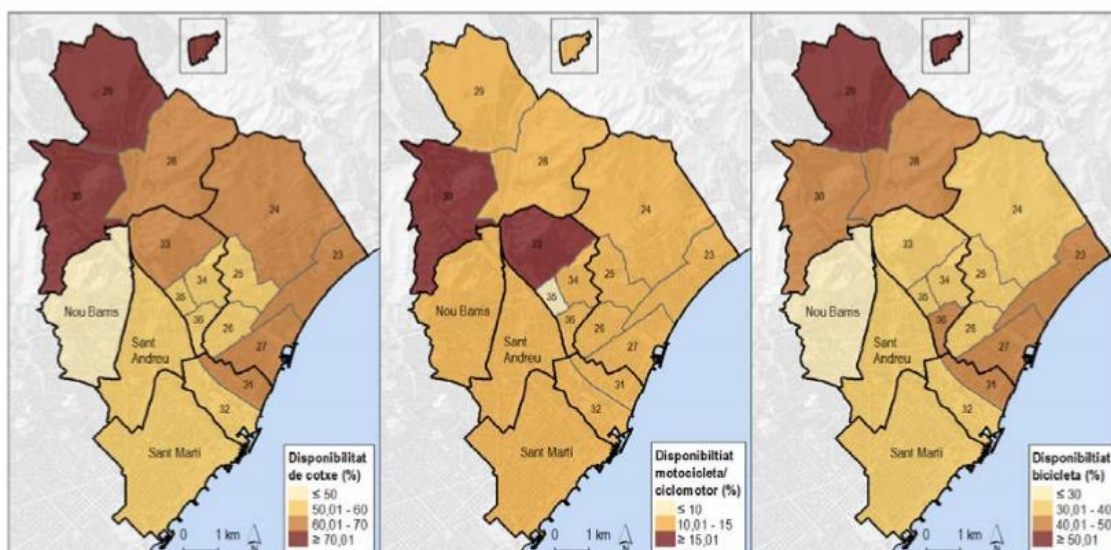 29
28
30
24
33
23
34
25
35
Nou Barris
36
26
Sant
Andreu
27
31
32
Sant Martí
Disponibilitat
de cotxe (%)
≤ 50
50,01 - 60
60,01 - 70
≥ 70,01
0 1 km
29
28
30
24
33
23
34
25
35
Nou Barris
36
26
Sant
Andreu
27
31
32
Sant Martí
Disponibiltiat
motocicleta/
ciclomotor (%)
≤ 10
10,01 - 15
≥ 15,01
0 1 km
29
28
30
24
33
23
34
25
35
Nou Barris
36
26
Sant
Andreu
27
31
32
Sant Martí
Disponibiltiat
bicicleta (%)
≤ 30
30,01 - 40
40,01 - 50
≥ 50,01
0 1 km